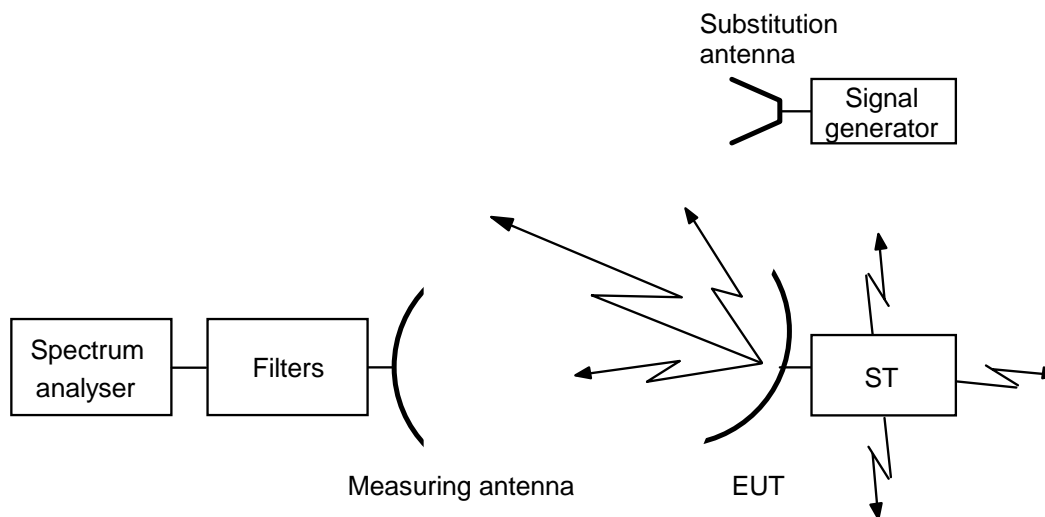 Substitution
antenna
Signal
generator
Spectrum
analyser
Filters
ST
Measuring antenna
EUT